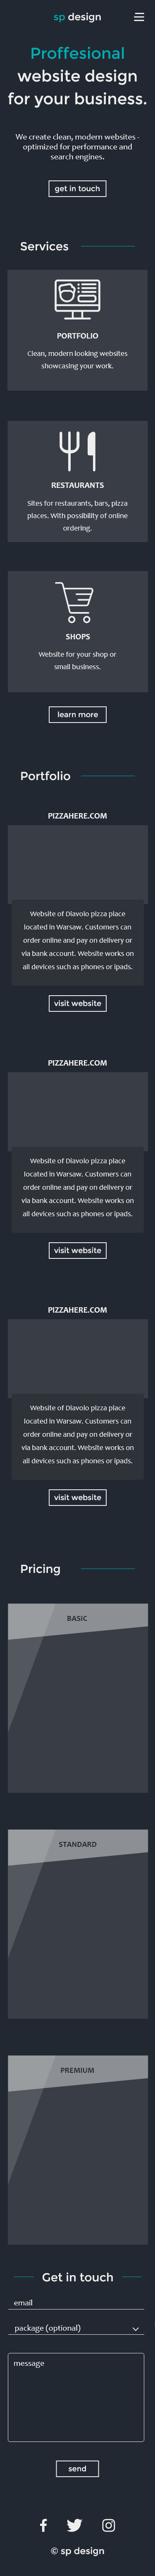 sp design
Proffesional
website design
for your business.
We create clean, modern websites -
optimized for performance and
search engines.
get in touch
Services
PORTFOLIO
Clean, modern looking websites
showcasing your work.
RESTAURANTS
Sites for restaurants, bars, pizza
places. With possibility of online
ordering.
SHOPS
Website for your shop or
small business.
learn more
Portfolio
PIZZAHERE.COM
Website of Diavolo pizza place
located in Warsaw. Customers can
order online and pay on delivery or
via bank account. Website works on
all devices such as phones or ipads.
visit website
PIZZAHERE.COM
Website of Diavolo pizza place
located in Warsaw. Customers can
order online and pay on delivery or
via bank account. Website works on
all devices such as phones or ipads.
visit website
PIZZAHERE.COM
Website of Diavolo pizza place
located in Warsaw. Customers can
order online and pay on delivery or
via bank account. Website works on
all devices such as phones or ipads.
visit website
Pricing
BASIC
STANDARD
PREMIUM
Get in touch
email
package (optional)
message
send
© sp design